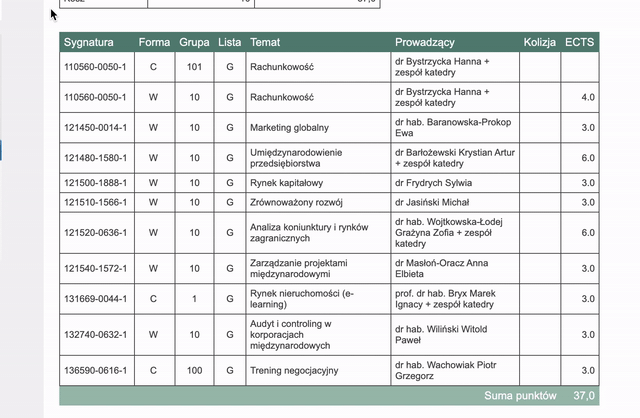 37,0
Sygnatura Forma Grupa Lista Temat Prowadzący Kolizja ECTS
110560-0050-1 C 101 G Rachunkowość dr Bystrzycka Hanna +
zespół katedry
110560-0050-1 W 10 G Rachunkowość dr Bystrzycka Hanna +
zespół katedry 4.0
121450-0014-1 W 10 G Marketing globalny dr hab. Baranowska-Prokop
Ewa 3.0
121480-1580-1 W 10 G Umiędzynarodowienie
przedsiębiorstwa dr Barłożewski Krystian Artur
+ zespół katedry 6.0
121500-1888-1 W 10 G Rynek kapitałowy dr Frydrych Sylwia 3.0
121510-1566-1 W 10 G Zrównoważony rozwój dr Jasiński Michał 3.0
121520-0636-1 W 10 G Analiza koniunktury i rynków
zagranicznych dr hab. Wojtkowska-Łodej
Grażyna Zofia + zespół
katedry 6.0
121540-1572-1 W 10 G Zarządzanie projektami
międzynarodowymi dr Masłoń-Oracz Anna
Elbieta 3.0
131669-0044-1 C 1 G Rynek nieruchomości (e-
learning) prof. dr hab. Bryx Marek
Ignacy + zespół katedry 3.0
132740-0632-1 W 10 G Audyt i controling w
korporacjach
międzynarodowych dr hab. Wiliński Witold
Paweł 3.0
136590-0616-1 C 100 G Trening negocjacyjny dr hab. Wachowiak Piotr
Grzegorz 3.0
Suma punktów 37,0